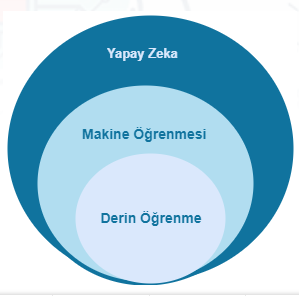 Yapay Zeka
Makine Öğrenmesi
Derin Öğrenme